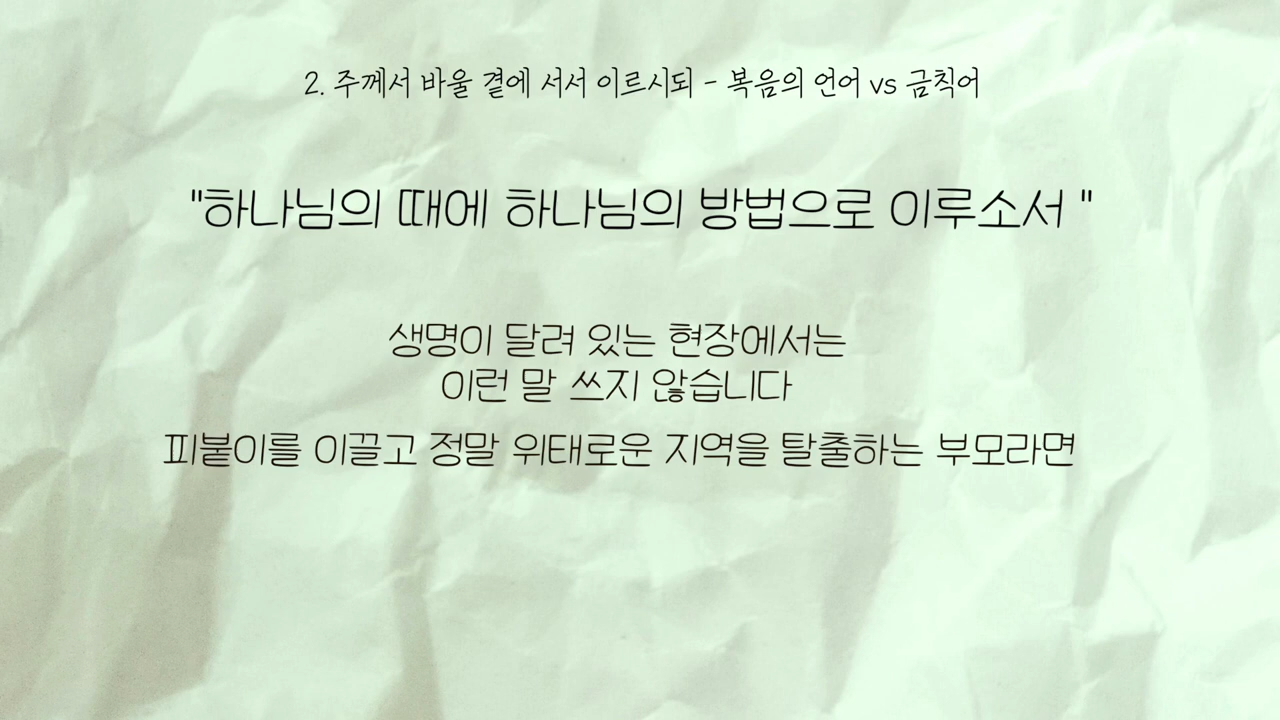 2. 주께서 바울 곁에 서서 이르시되 - 복음의 언어 vs 금칙어
"하나님의 때에 하나님의 방법으로 이루소서 "
생명이 달려 있는 현장에서는
이런 말 쓰지 않습니다
피붙이를 이끌고 정말 위태로운 지역을 탈출하는 부모라면